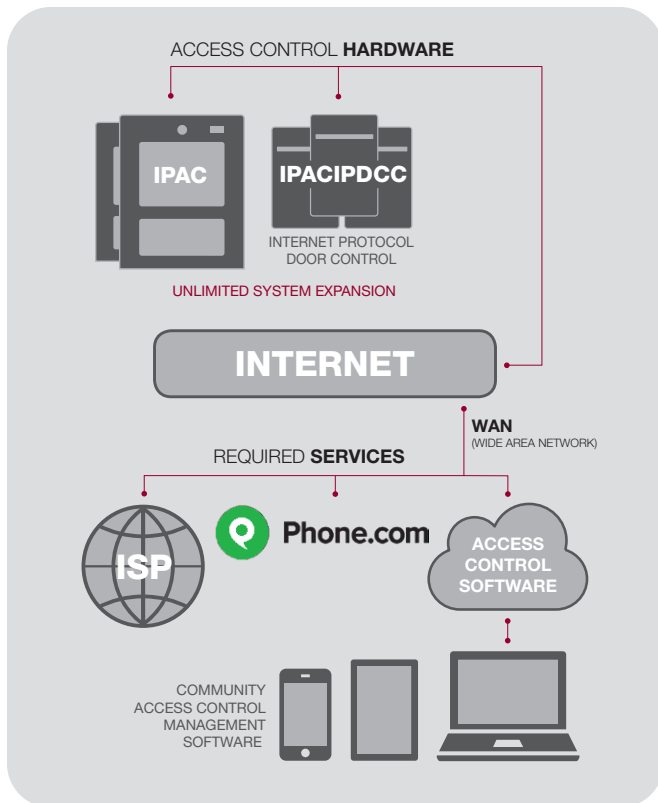 ACCESS CONTROL HARDWARE
IPAC
IPACIPDCC
INTERNET PROTOCOL
DOOR CONTROL
UNLIMITED SYSTEM EXPANSION
INTERNET
WAN
(WIDE AREA NETWORK)
REQUIRED SERVICES
ISP
Phone.com
ACCESS
CONTROL
SOFTWARE
COMMUNITY
ACCESS CONTROL
MANAGEMENT
SOFTWARE